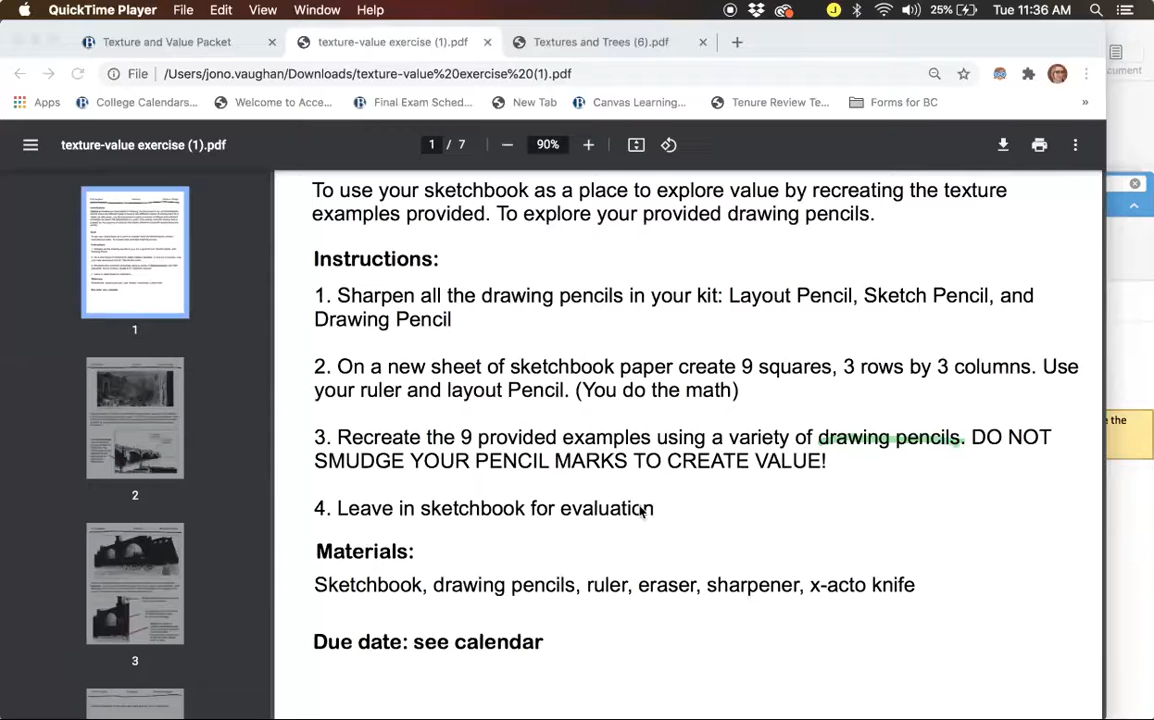 QuickTime Player File Edit View Window Help 25% Tue 11:36 AM
Texture and Value Packet texture-value exercise (1).pdf Textures and Trees (6).pdf
File /Users/jono.vaughan/Downloads/texture-value%20exercise%20(1).pdf
Apps College Calendars... Welcome to Acce... Final Exam Sched... New Tab Canvas Learning... Tenure Review Te... Forms for BC »
cument
texture-value exercise (1).pdf 1 / 7 90%
To use your sketchbook as a place to explore value by recreating the texture
examples provided. To explore your provided drawing pencils.
Instructions:
1. Sharpen all the drawing pencils in your kit: Layout Pencil, Sketch Pencil, and
Drawing Pencil
2. On a new sheet of sketchbook paper create 9 squares, 3 rows by 3 columns. Use
your ruler and layout Pencil. (You do the math)
3. Recreate the 9 provided examples using a variety of drawing pencils. DO NOT
SMUDGE YOUR PENCIL MARKS TO CREATE VALUE!
4. Leave in sketchbook for evaluation
Materials:
Sketchbook, drawing pencils, ruler, eraser, sharpener, x-acto knife
Due date: see calendar
1
2
3
the